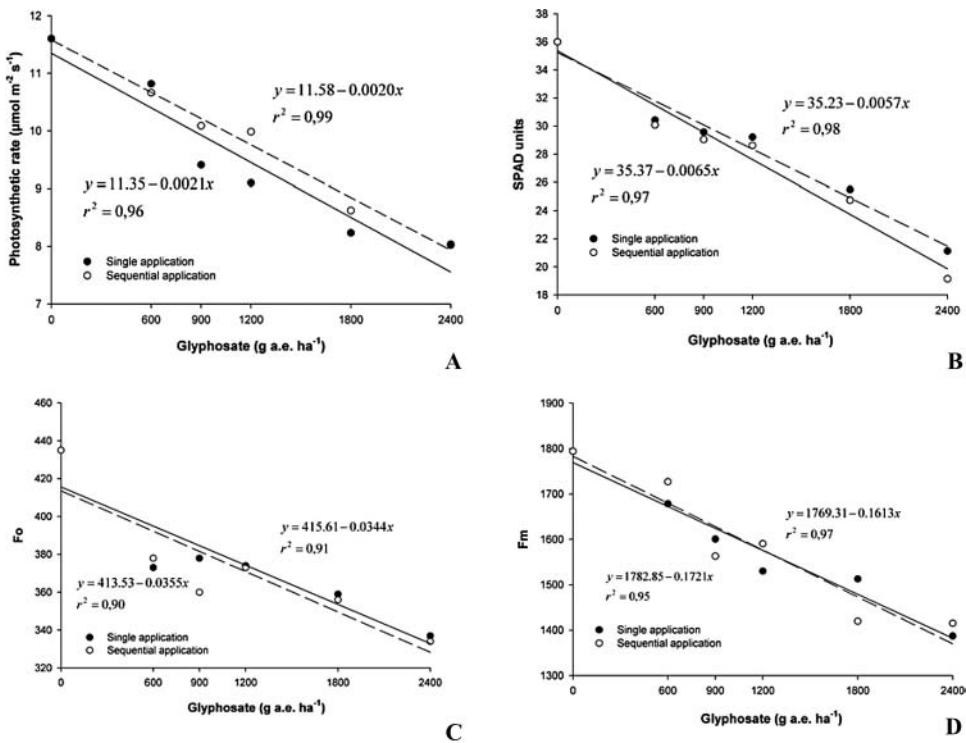 Photosynthetic rate (μmol m⁻² s⁻¹)
12
11
10
9
8
7
y = 11.58−0.0020x
r² = 0,99
y = 11.35−0.0021x
r² = 0,96
Single application
Sequential application
0 600 900 1200 1800 2400
Glyphosate (g a.e. ha⁻¹)
A
SPAD units
38
36
34
32
30
28
26
24
22
20
18
y = 35.23−0.0057x
r² = 0,98
y = 35.37−0.0065x
r² = 0,97
Single application
Sequential application
0 600 900 1200 1800 2400
Glyphosate (g a.e. ha⁻¹)
B
Fo
460
440
420
400
380
360
340
320
y = 415.61−0.0344x
r² = 0,91
y = 413.53−0.0355x
r² = 0,90
Single application
Sequential application
0 600 900 1200 1800 2400
Glyphosate (g a.e. ha⁻¹)
C
Fm
1900
1800
1700
1600
1500
1400
1300
y = 1769.31−0.1613x
r² = 0,97
y = 1782.85−0.1721x
r² = 0,95
Single application
Sequential application
0 600 900 1200 1800 2400
Glyphosate (g a.e. ha⁻¹)
D